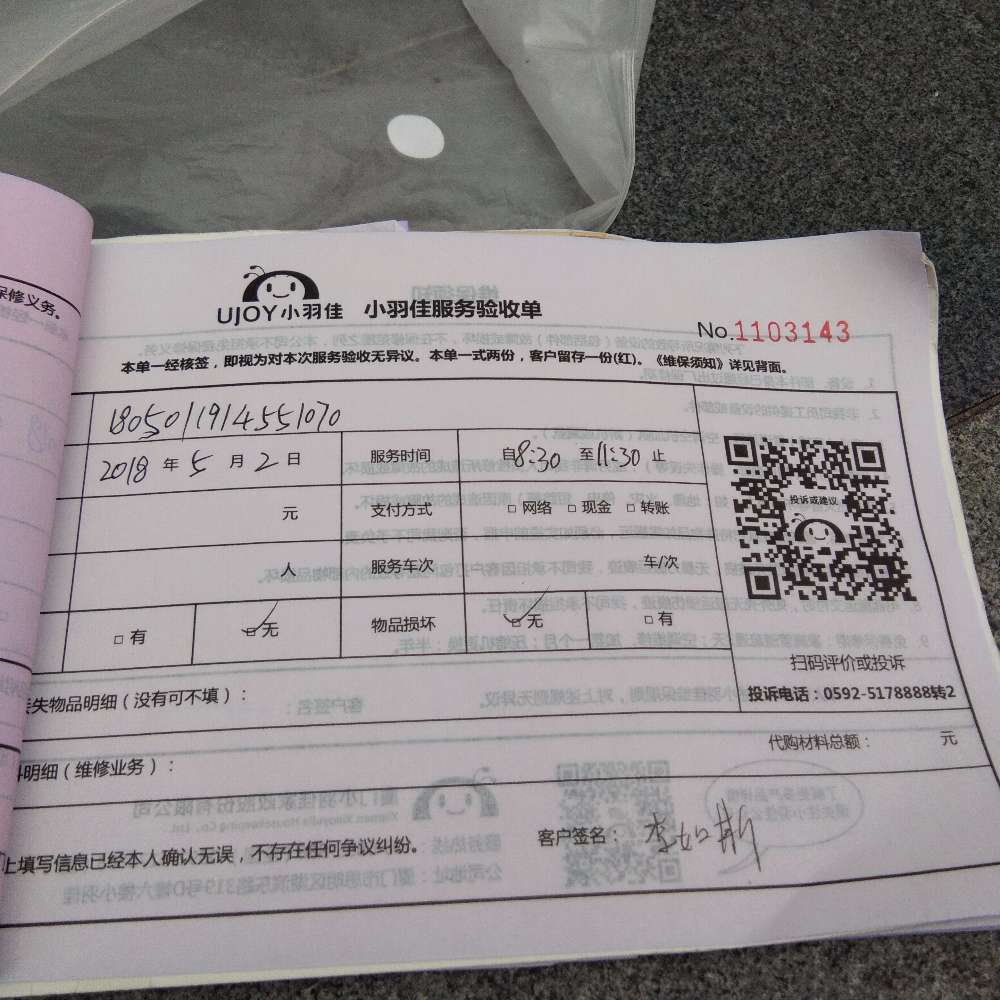 保修义务。
UJOY小羽佳 小羽佳服务验收单
No.1103143
本单一经核签，即视为对本次服务验收无异议。本单一式两份，客户留存一份(红)。《维保须知》详见背面。
1805011914551070
2018 年 5 月 2 日 服务时间 自8:30 至11:30 止
元 支付方式 □ 网络 □ 现金 □ 转账
人 服务车次 车/次
□ 有 □ 无 物品损坏 □ 无 □ 有
投诉或建议
扫码评价或投诉
投诉电话：0592-5178888转2
失物品明细（没有可不填）：
代购材料总额： 元
明细（维修业务）：
上填写信息已经本人确认无误，不存在任何争议纠纷。
客户签名： 李如斯